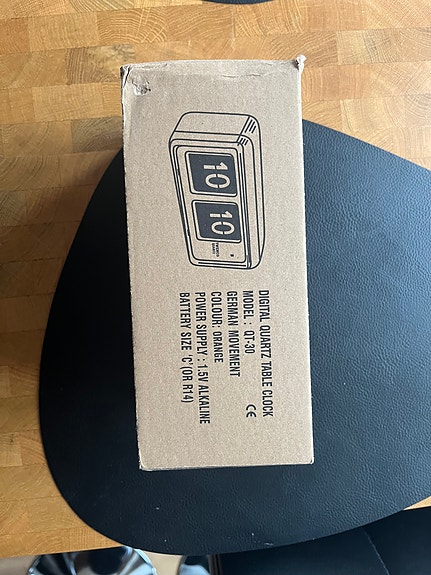 10 10
DIGITAL QUARTZ TABLE CLOCK
MODEL : QT-30
GERMAN MOVEMENT CE
COLOUR: ORANGE
POWER SUPPLY : 1.5V ALKALINE
BATTERY SIZE 'C' (OR R14)